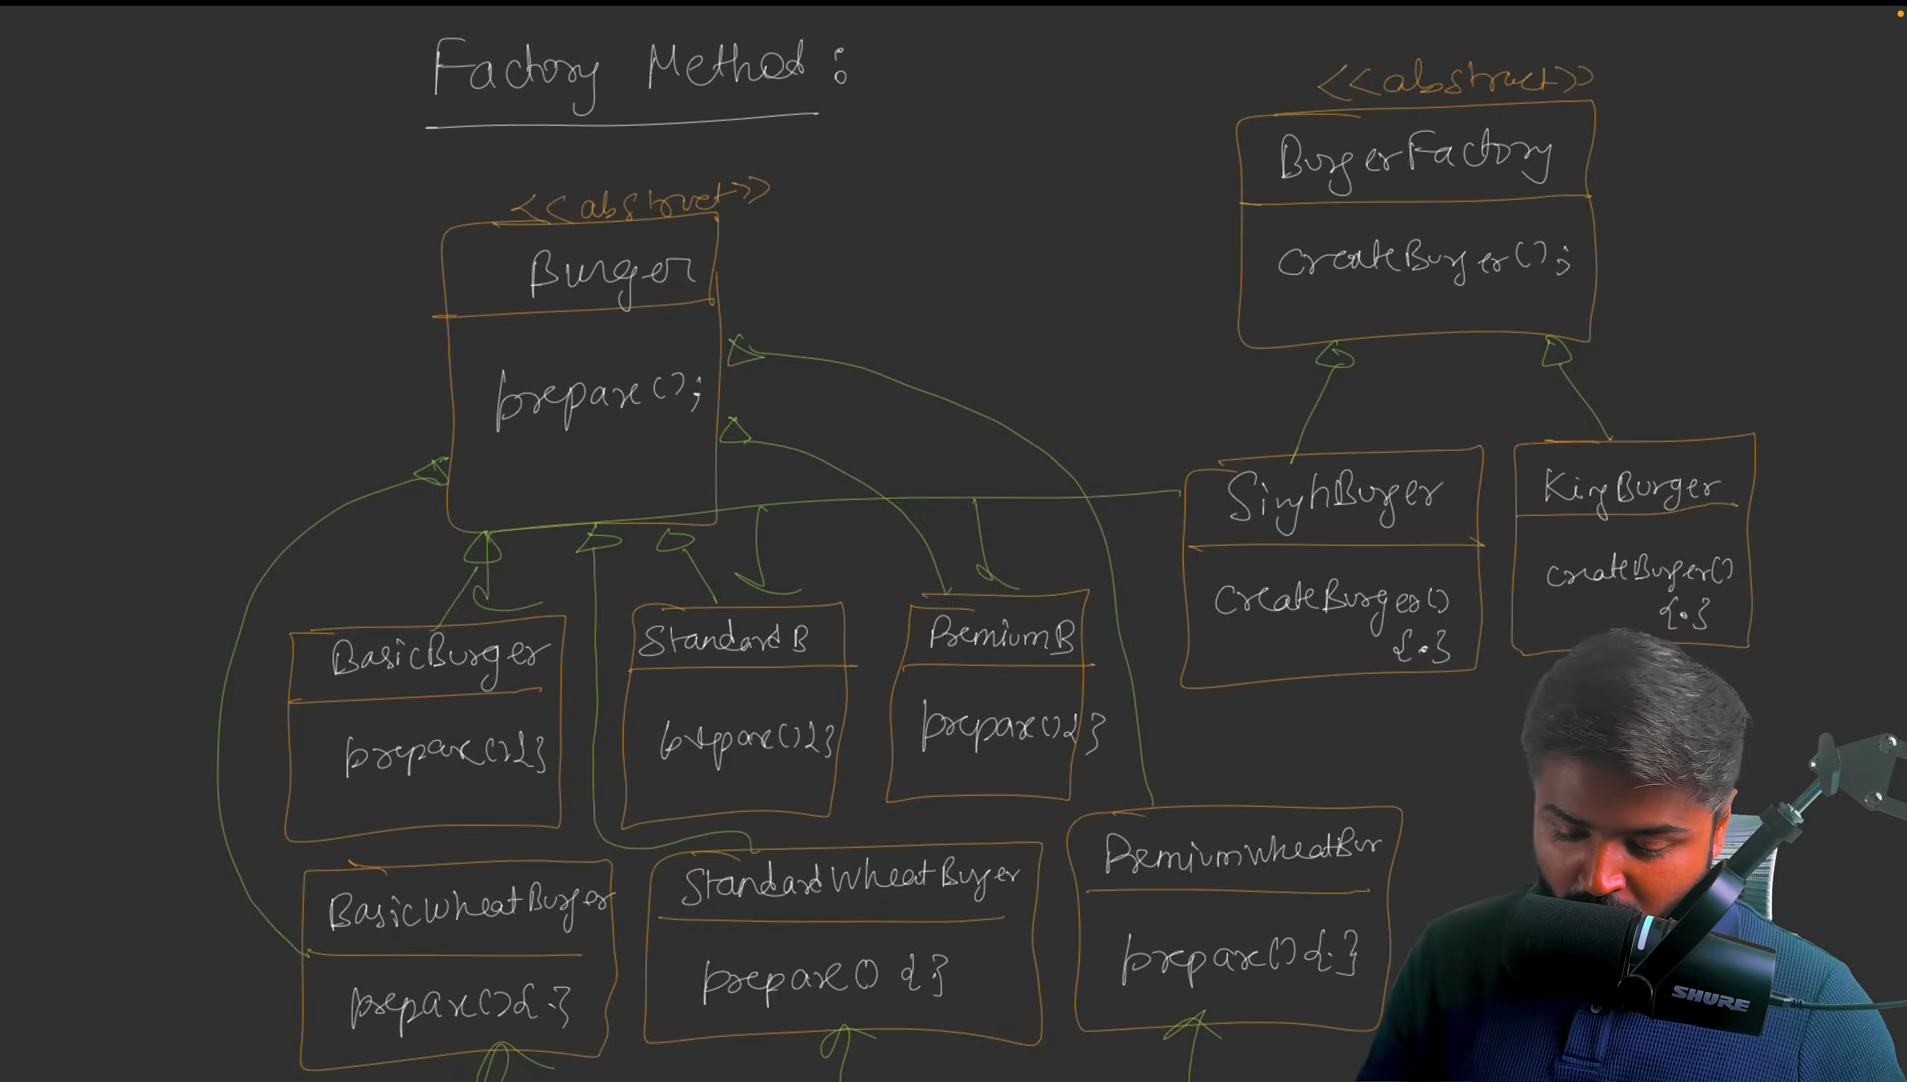 Factory Method :
<<abstract>>
Burger
prepare();
<<abstract>>
BurgerFactory
createBurger();
SinghBurger
createBurger()
{.}
KingBurger
createBurger()
{.}
BasicBurger
prepare(){}
StandardB
prepare(){}
PremiumB
prepare(){}
BasicWheatBurger
prepare(){.}
StandardWheatBurger
prepare() {.}
PremiumWheatBur
prepare(){.}
SHURE